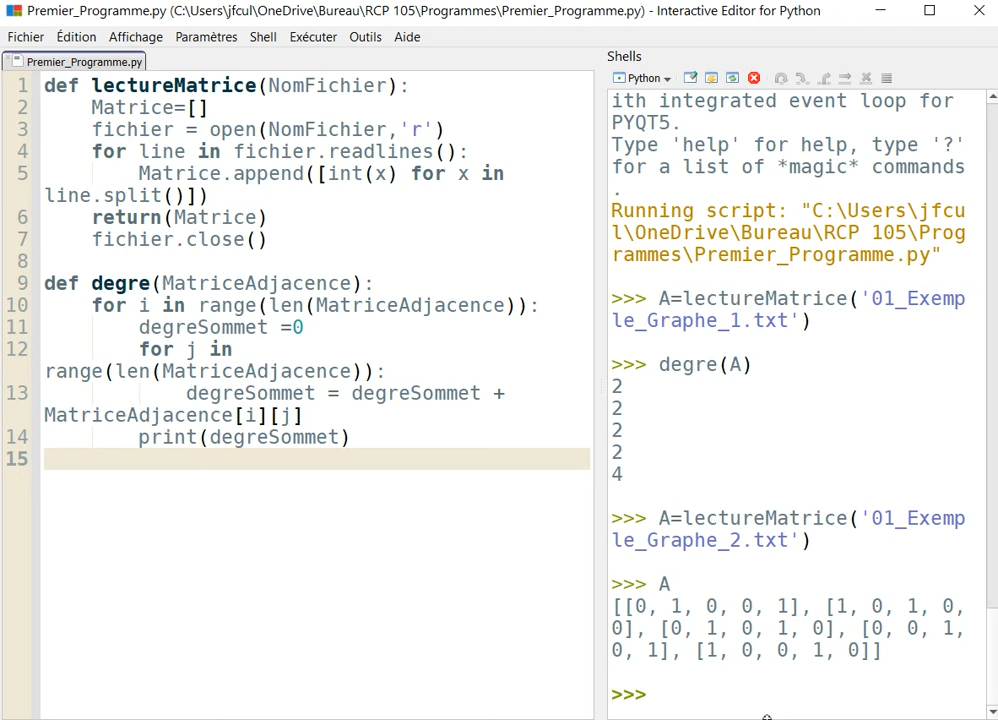 Premier_Programme.py (C:\Users\jfcul\OneDrive\Bureau\RCP 105\Programmes\Premier_Programme.py) - Interactive Editor for Python
Fichier Édition Affichage Paramètres Shell Exécuter Outils Aide
Premier_Programme.py
1 def lectureMatrice(NomFichier):
2 Matrice=[]
3 fichier = open(NomFichier,'r')
4 for line in fichier.readlines():
5 Matrice.append([int(x) for x in
line.split()])
6 return(Matrice)
7 fichier.close()
8
9 def degre(MatriceAdjacence):
10 for i in range(len(MatriceAdjacence)):
11 degreSommet =0
12 for j in
range(len(MatriceAdjacence)):
13 degreSommet = degreSommet +
MatriceAdjacence[i][j]
14 print(degreSommet)
15
Shells
Python
ith integrated event loop for
PYQT5.
Type 'help' for help, type '?'
for a list of *magic* commands
.
Running script: "C:\Users\jfcu
l\OneDrive\Bureau\RCP 105\Prog
rammes\Premier_Programme.py"
>>> A=lectureMatrice('01_Exemp
le_Graphe_1.txt')
>>> degre(A)
2
2
2
2
4
>>> A=lectureMatrice('01_Exemp
le_Graphe_2.txt')
>>> A
[[0, 1, 0, 0, 1], [1, 0, 1, 0,
0], [0, 1, 0, 1, 0], [0, 0, 1,
0, 1], [1, 0, 0, 1, 0]]
>>>